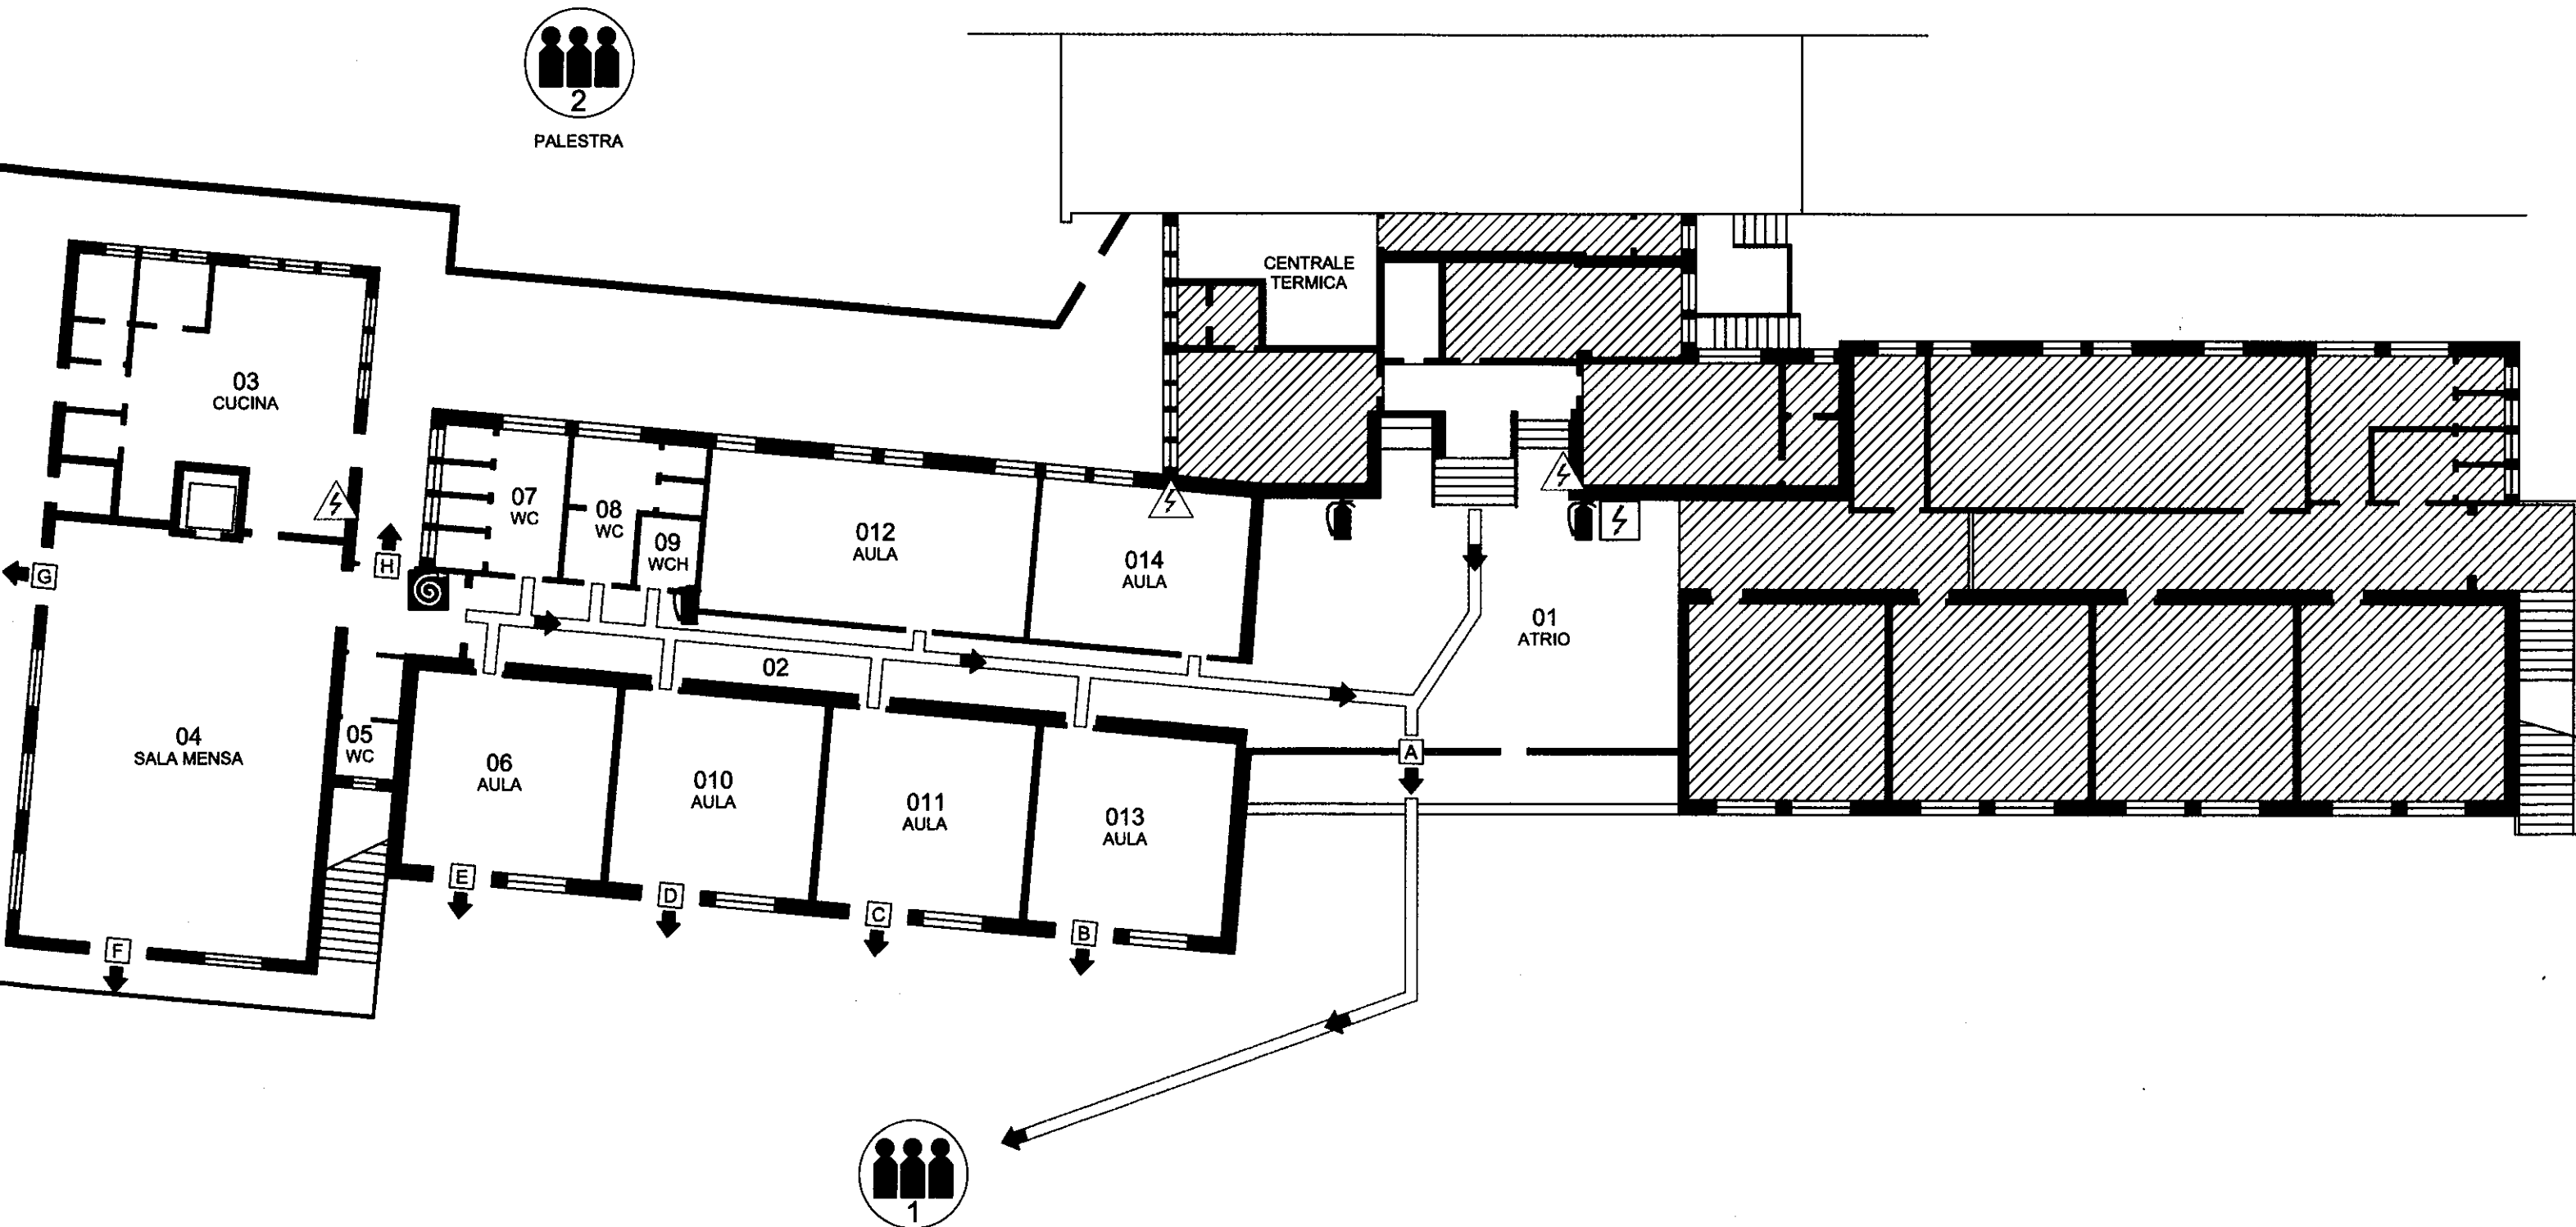 2
PALESTRA
CENTRALE
TERMICA
03
CUCINA
07
WC
08
WC
09
WCH
012
AULA
014
AULA
H
G
01
ATRIO
02
04
SALA MENSA
05
WC
06
AULA
010
AULA
011
AULA
013
AULA
A
E
D
C
B
F
1